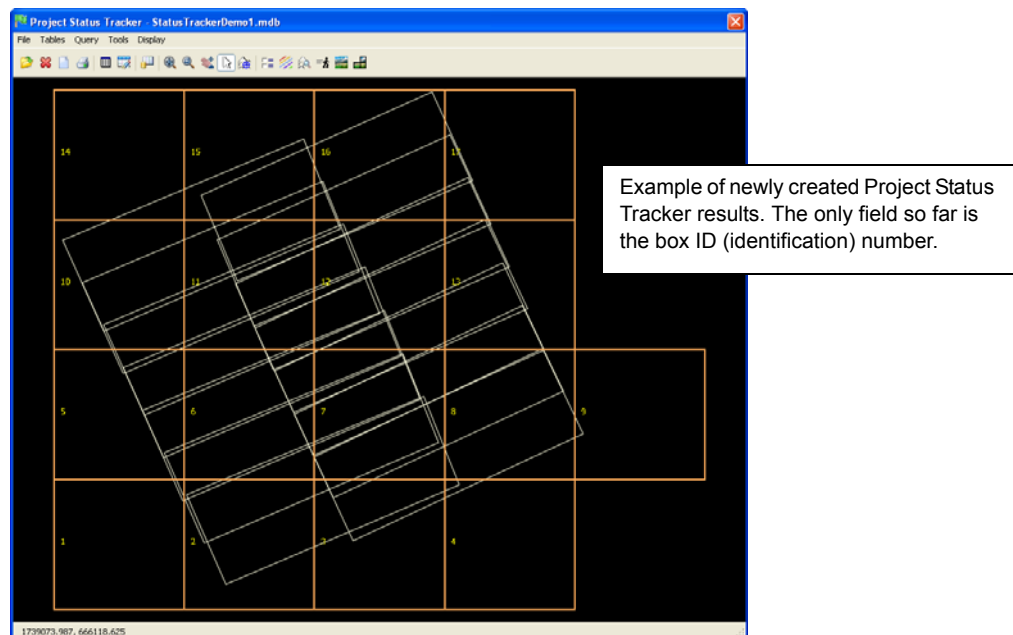 Project Status Tracker - StatusTrackerDemo1.mdb
File Tables Query Tools Display
14 15 16 17
Example of newly created Project Status
Tracker results. The only field so far is
the box ID (identification) number.
10 11 12 13
5 6 7 8 9
1 2 3 4
1739073.987, 666118.625